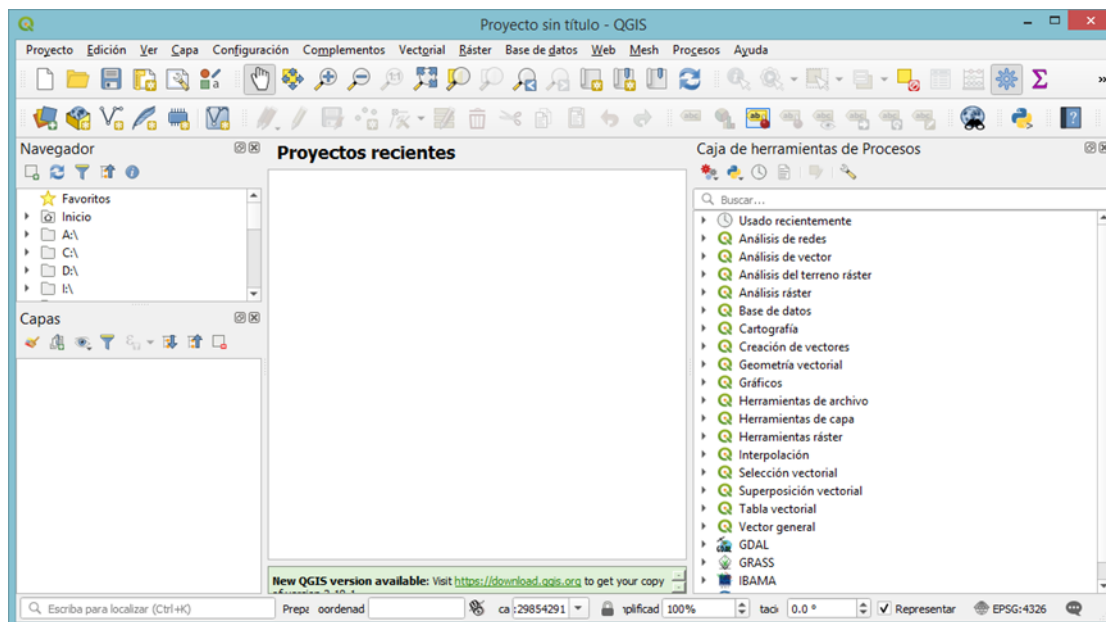 Proyecto sin título - QGIS
Proyecto Edición Ver Capa Configuración Complementos Vectorial Ráster Base de datos Web Mesh Procesos Ayuda
Navegador
Favoritos
Inicio
A:\
C:\
D:\
I:\
Capas
Proyectos recientes
New QGIS version available: Visit https://download.qgis.org to get your copy
Caja de herramientas de Procesos
Buscar...
Usado recientemente
Análisis de redes
Análisis de vector
Análisis del terreno ráster
Análisis ráster
Base de datos
Cartografía
Creación de vectores
Geometría vectorial
Gráficos
Herramientas de archivo
Herramientas de capa
Herramientas ráster
Interpolación
Selección vectorial
Superposición vectorial
Tabla vectorial
Vector general
GDAL
GRASS
IBAMA
Escriba para localizar (Ctrl+K) Prepa oordenad ca :29854291 plificad 100% taci 0.0 ° Representar EPSG:4326